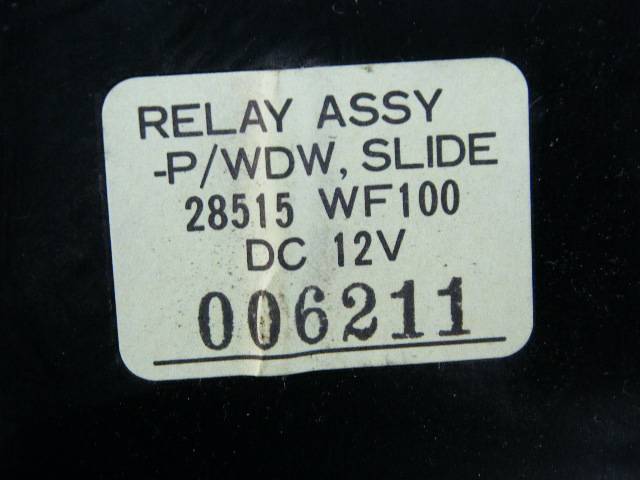 RELAY ASSY
-P/WDW, SLIDE
28515 WF100
DC 12V
006211